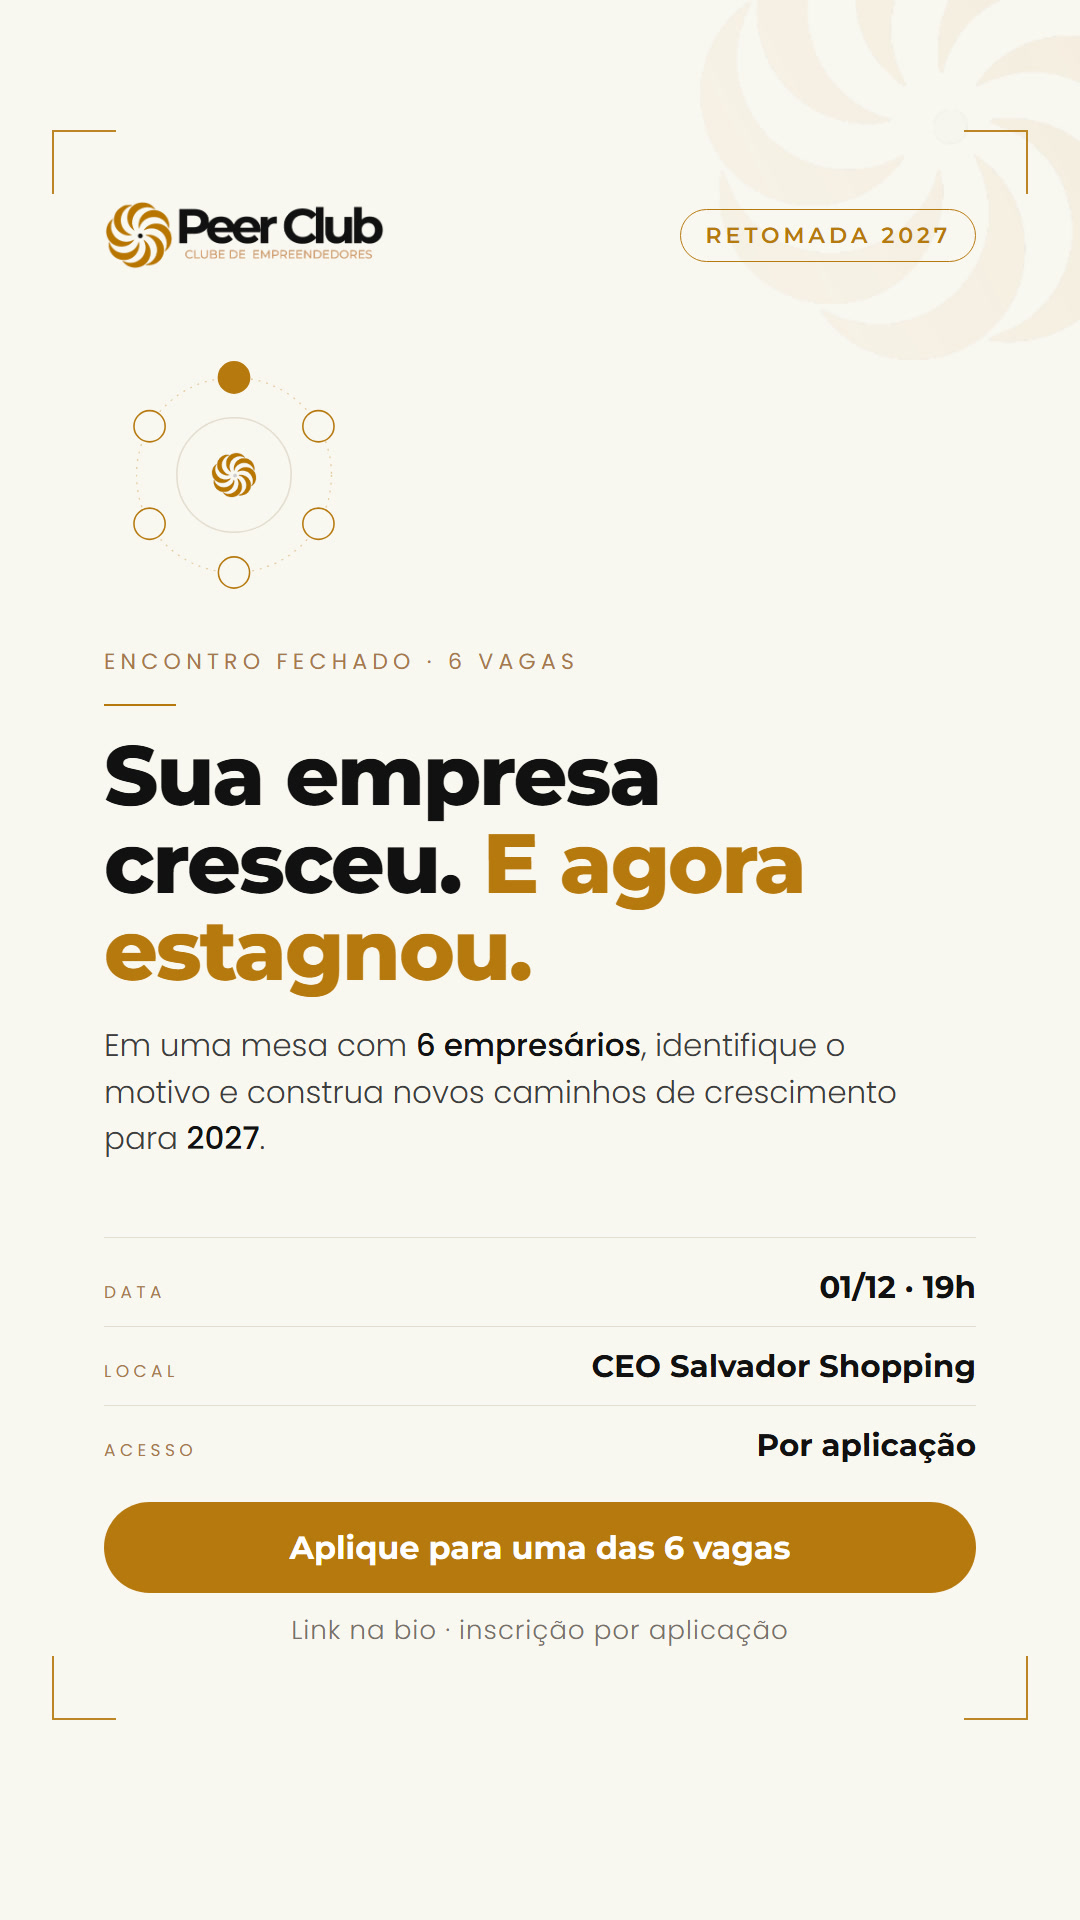 Peer Club
CLUBE DE EMPREENDEDORES
RETOMADA 2027
ENCONTRO FECHADO · 6 VAGAS
Sua empresa
cresceu. E agora
estagnou.
Em uma mesa com 6 empresários, identifique o
motivo e construa novos caminhos de crescimento
para 2027.
DATA
01/12 · 19h
LOCAL
CEO Salvador Shopping
ACESSO
Por aplicação
Aplique para uma das 6 vagas
Link na bio · inscrição por aplicação